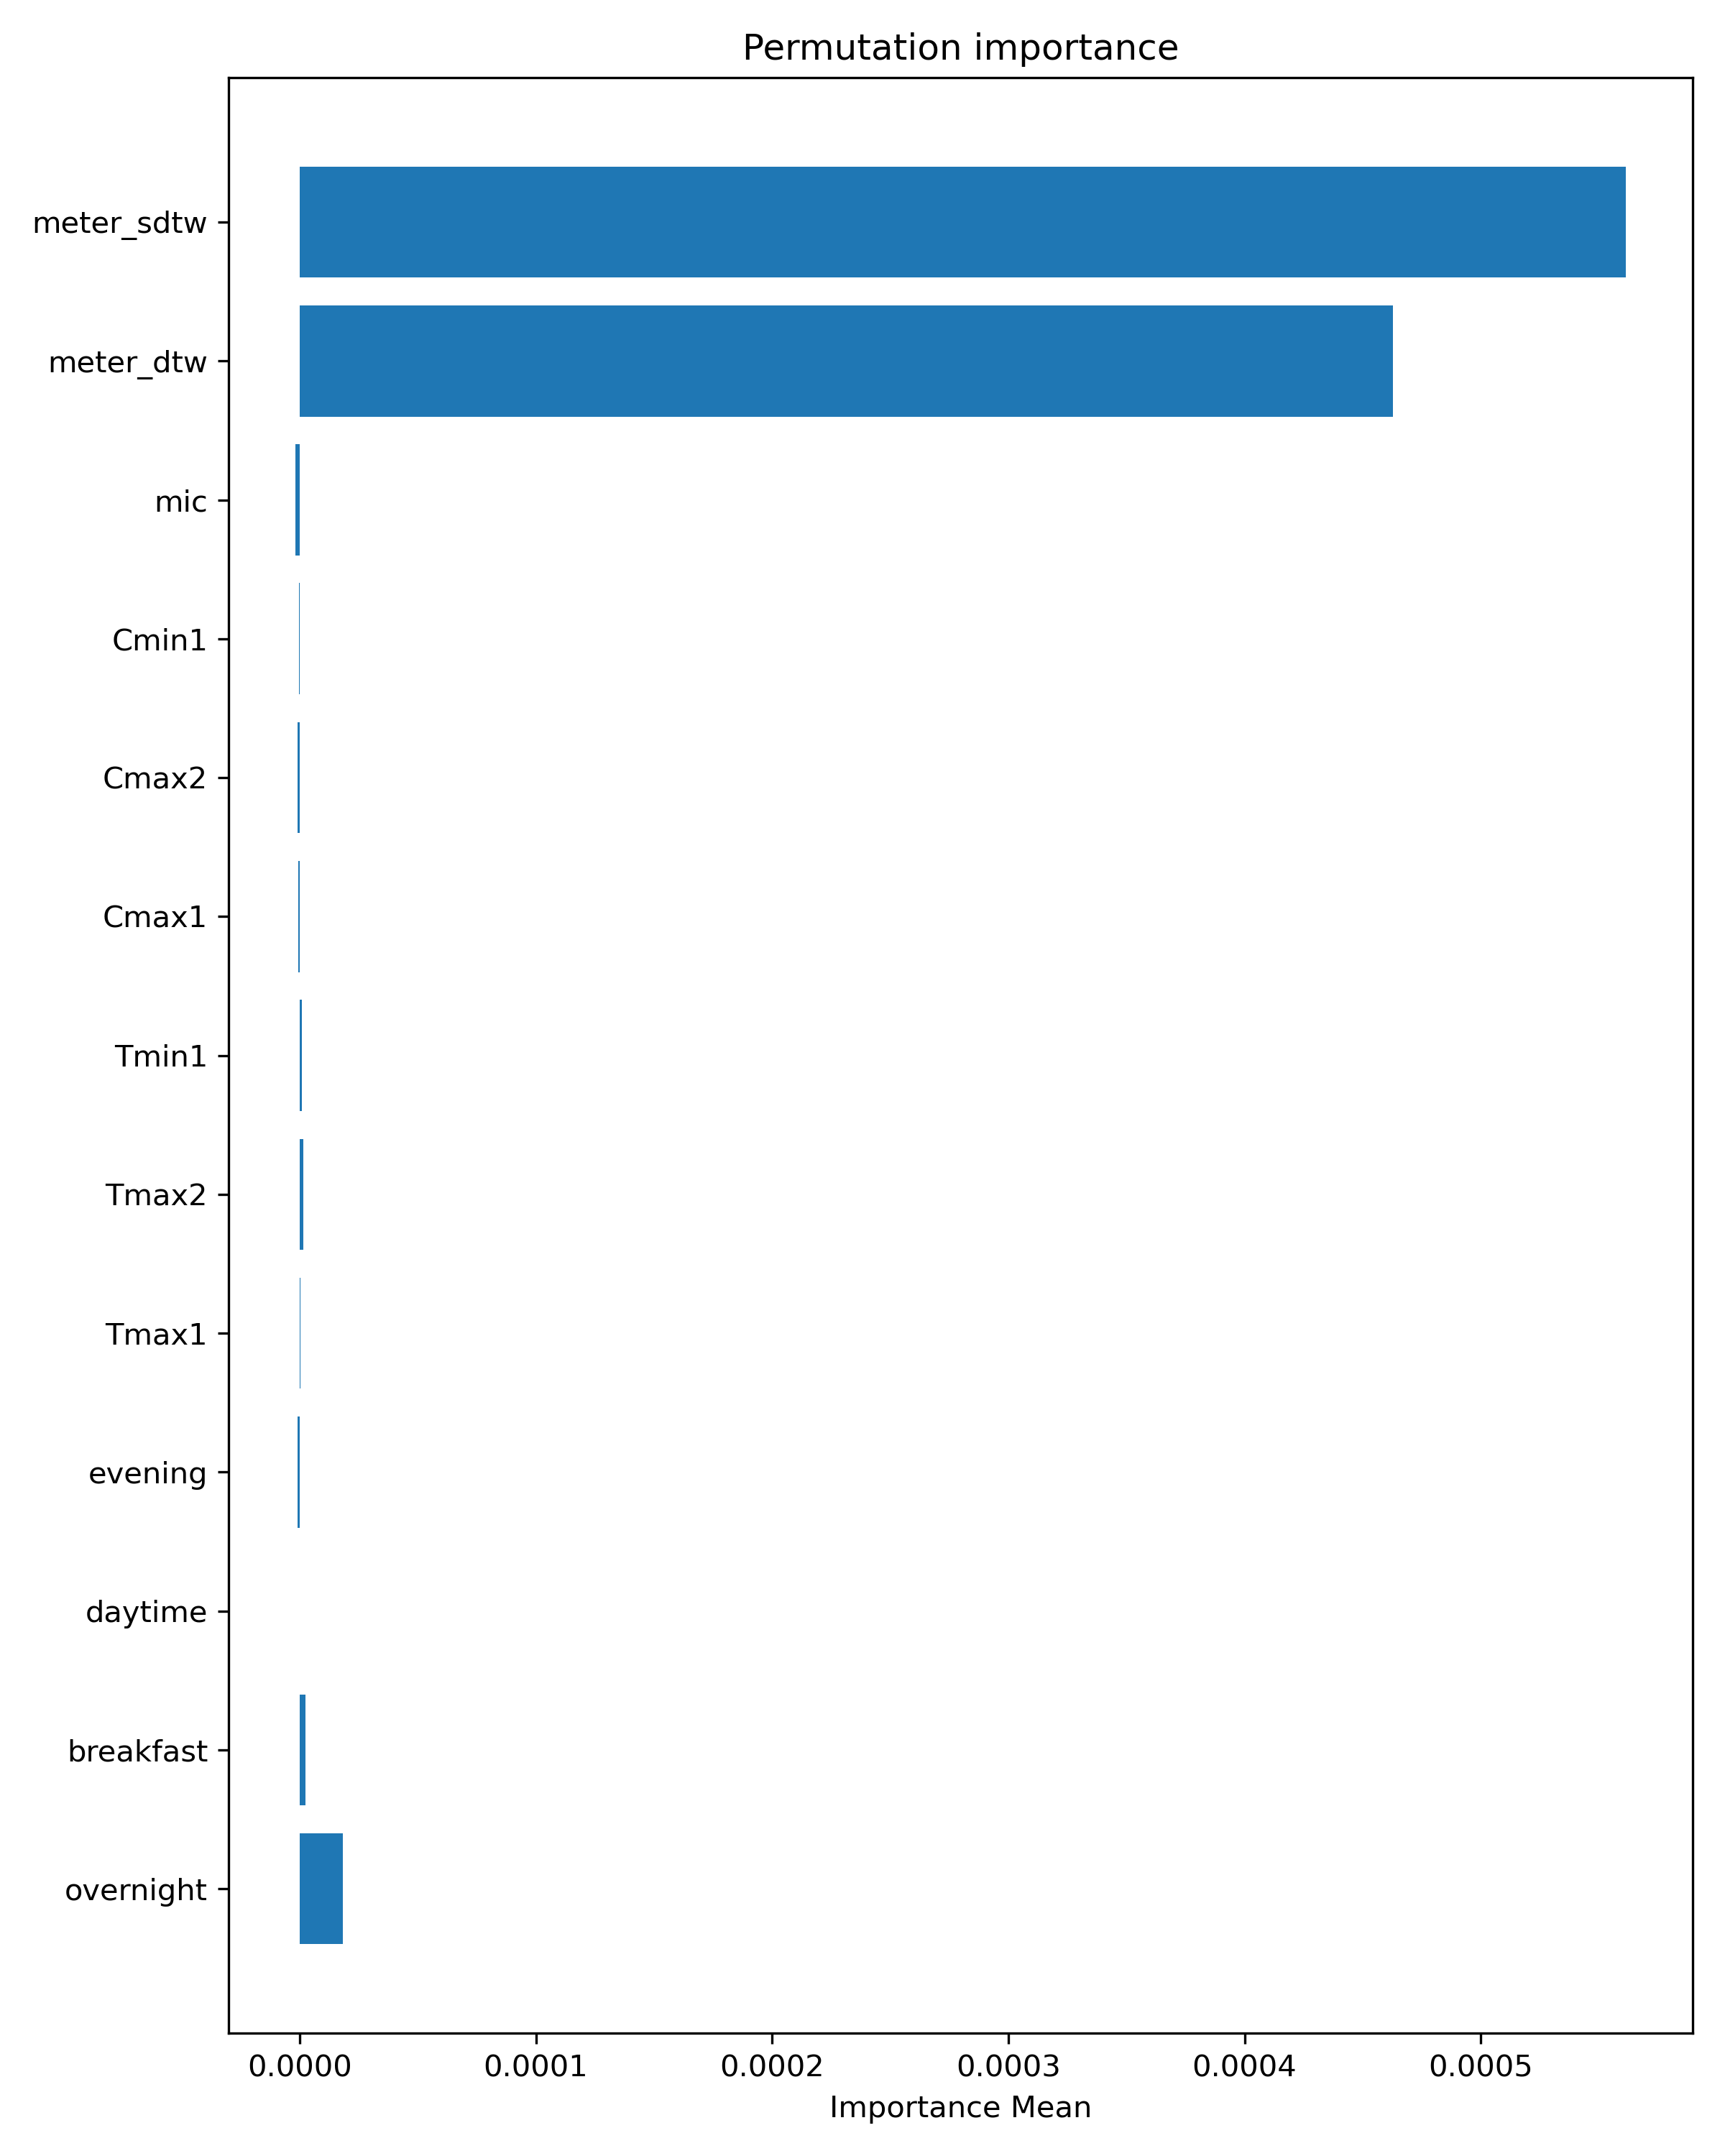 Permutation importance
meter_sdtw
meter_dtw
mic
Cmin1
Cmax2
Cmax1
Tmin1
Tmax2
Tmax1
evening
daytime
breakfast
overnight
0.0000 0.0001 0.0002 0.0003 0.0004 0.0005
Importance Mean